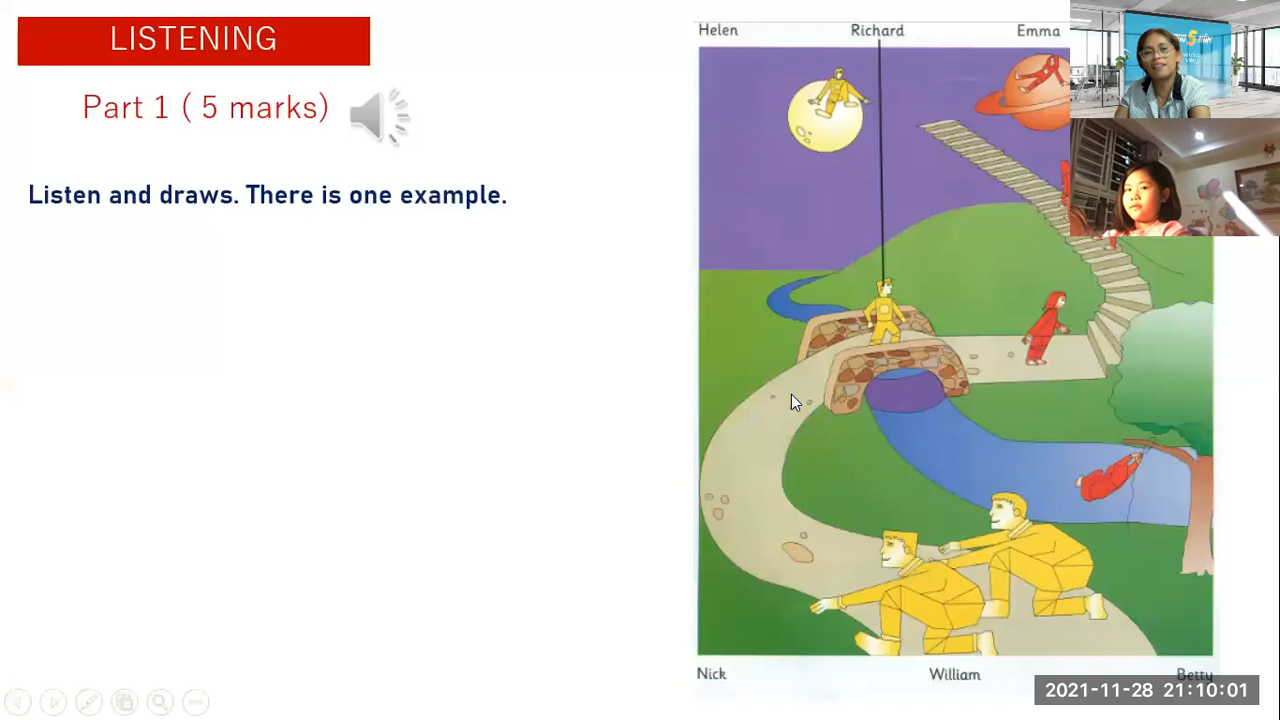 LISTENING
Part 1 ( 5 marks)
Listen and draws. There is one example.
Helen Richard Emma
Nick William Betty
2021-11-28 21:10:01